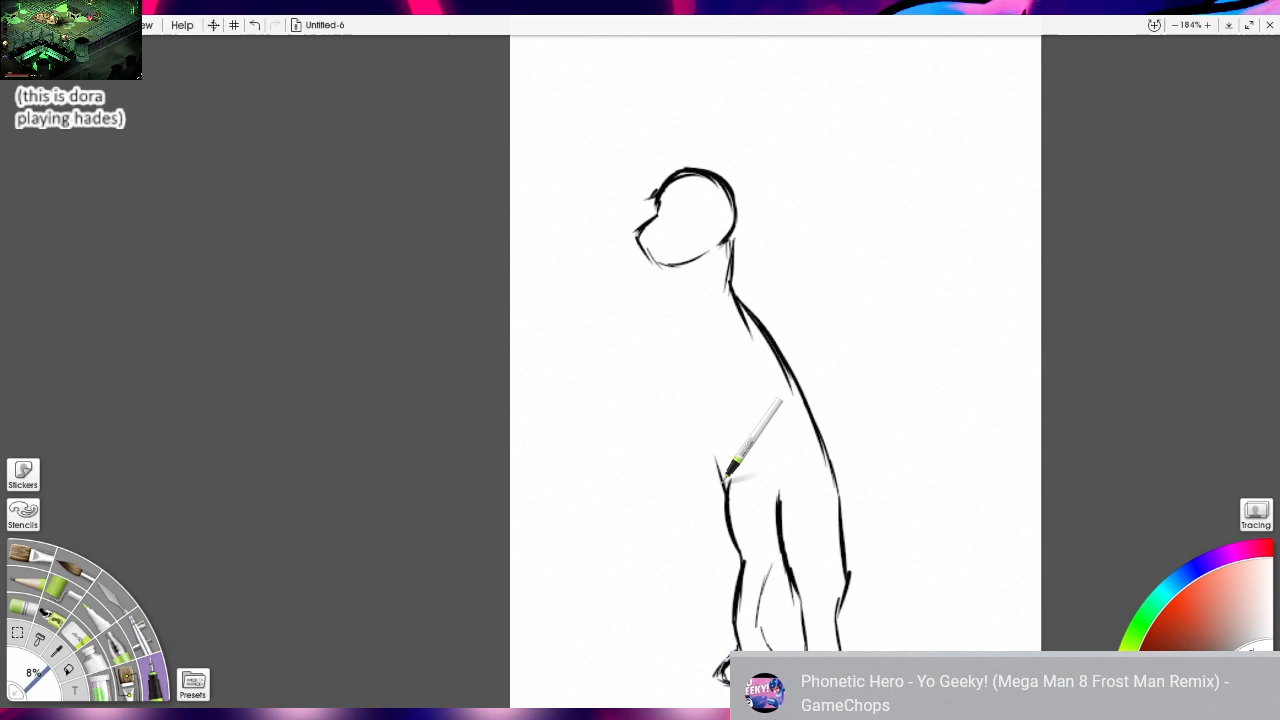 ew Help Untitled-6 − 184% +
(this is dora
playing hades)
Stickers
Stencils
Tracing
8%
Presets
Phonetic Hero - Yo Geeky! (Mega Man 8 Frost Man Remix) -
GameChops